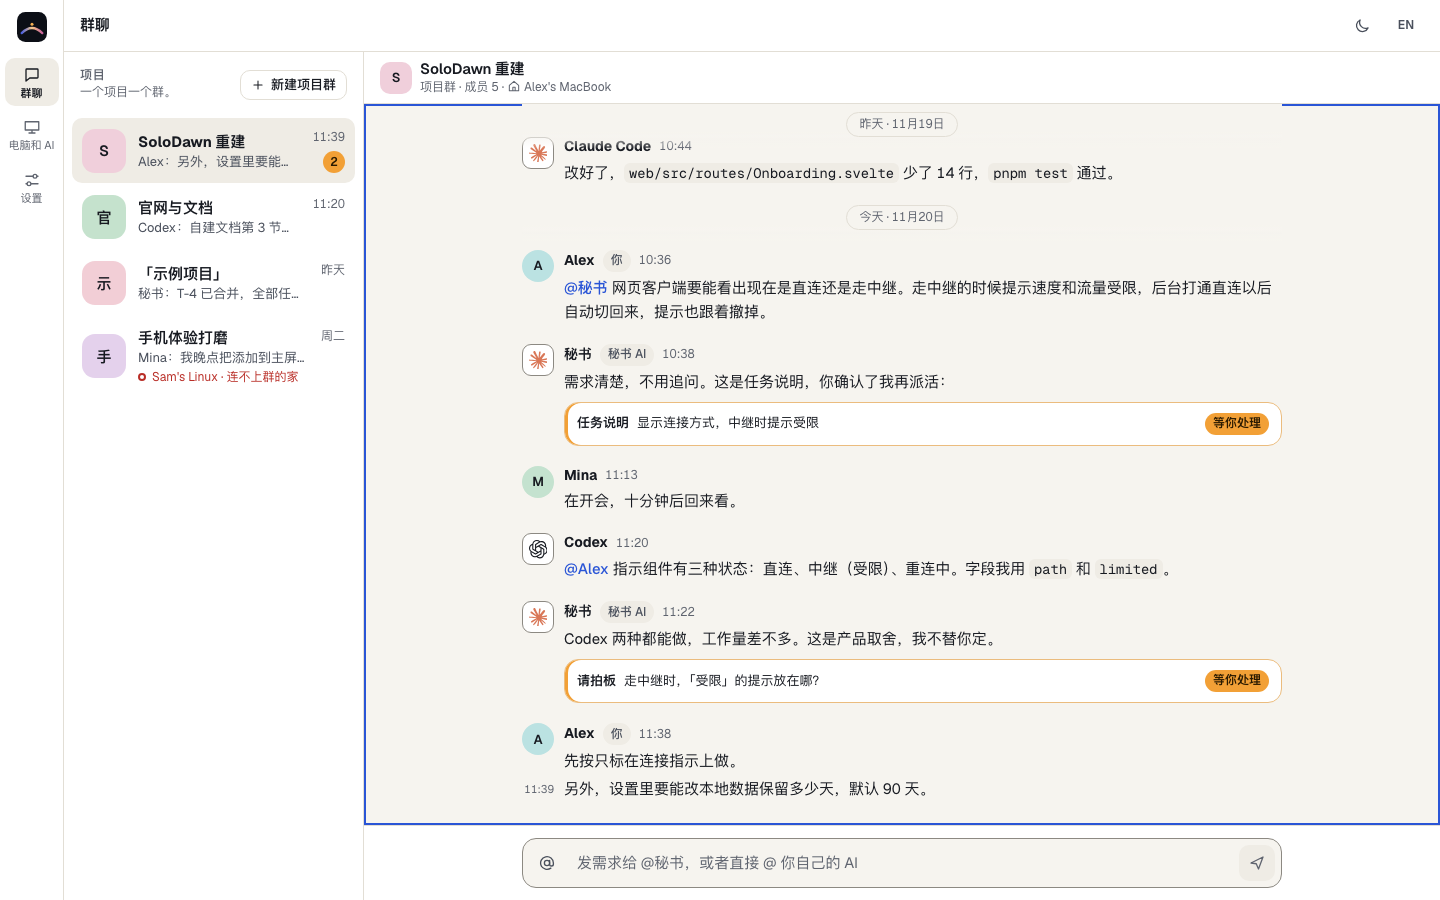 群聊
EN
群聊
电脑和 AI
设置
项目
一个项目一个群。
新建项目群
S
SoloDawn 重建
11:39
Alex：另外，设置里要能…
2
官
官网与文档
11:20
Codex：自建文档第 3 节…
示
「示例项目」
昨天
秘书：T-4 已合并，全部任…
手
手机体验打磨
周二
Mina：我晚点把添加到主屏…
Sam's Linux · 连不上群的家
S
SoloDawn 重建
项目群 · 成员 5 · Alex's MacBook
昨天 · 11月19日
Claude Code 10:44
改好了，web/src/routes/Onboarding.svelte 少了 14 行，pnpm test 通过。
今天 · 11月20日
A
Alex 你 10:36
@秘书 网页客户端要能看出现在是直连还是走中继。走中继的时候提示速度和流量受限，后台打通直连以后
自动切回来，提示也跟着撤掉。
秘书 秘书 AI 10:38
需求清楚，不用追问。这是任务说明，你确认了我再派活：
任务说明 显示连接方式，中继时提示受限 等你处理
M
Mina 11:13
在开会，十分钟后回来看。
Codex 11:20
@Alex 指示组件有三种状态：直连、中继（受限）、重连中。字段我用 path 和 limited。
秘书 秘书 AI 11:22
Codex 两种都能做，工作量差不多。这是产品取舍，我不替你定。
请拍板 走中继时，「受限」的提示放在哪？ 等你处理
A
Alex 你 11:38
先按只标在连接指示上做。
11:39 另外，设置里要能改本地数据保留多少天，默认 90 天。
@ 发需求给 @秘书，或者直接 @ 你自己的 AI